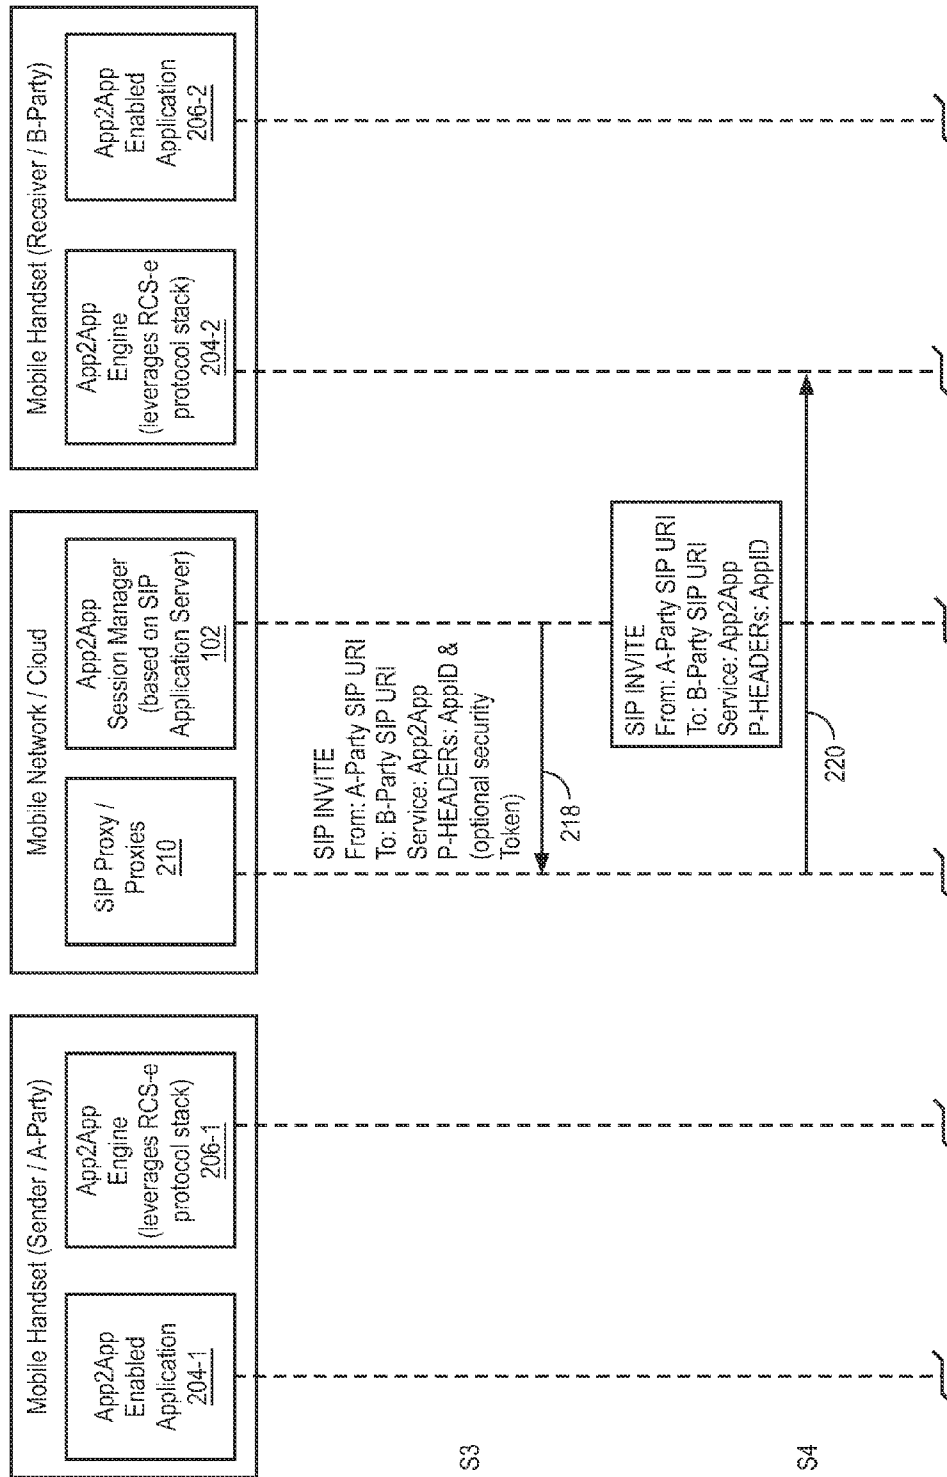 Mobile Handset (Sender / A-Party)
App2App
Enabled
Application
204-1
App2App
Engine
(leverages RCS-e
protocol stack)
206-1
Mobile Network / Cloud
SIP Proxy /
Proxies
210
App2App
Session Manager
(based on SIP
Application Server)
102
Mobile Handset (Receiver / B-Party)
App2App
Engine
(leverages RCS-e
protocol stack)
204-2
App2App
Enabled
Application
206-2
S3
SIP INVITE
From: A-Party SIP URI
To: B-Party SIP URI
Service: App2App
P-HEADERs: AppID &
(optional security
Token)
218
S4
SIP INVITE
From: A-Party SIP URI
To: B-Party SIP URI
Service: App2App
P-HEADERs: AppID
220